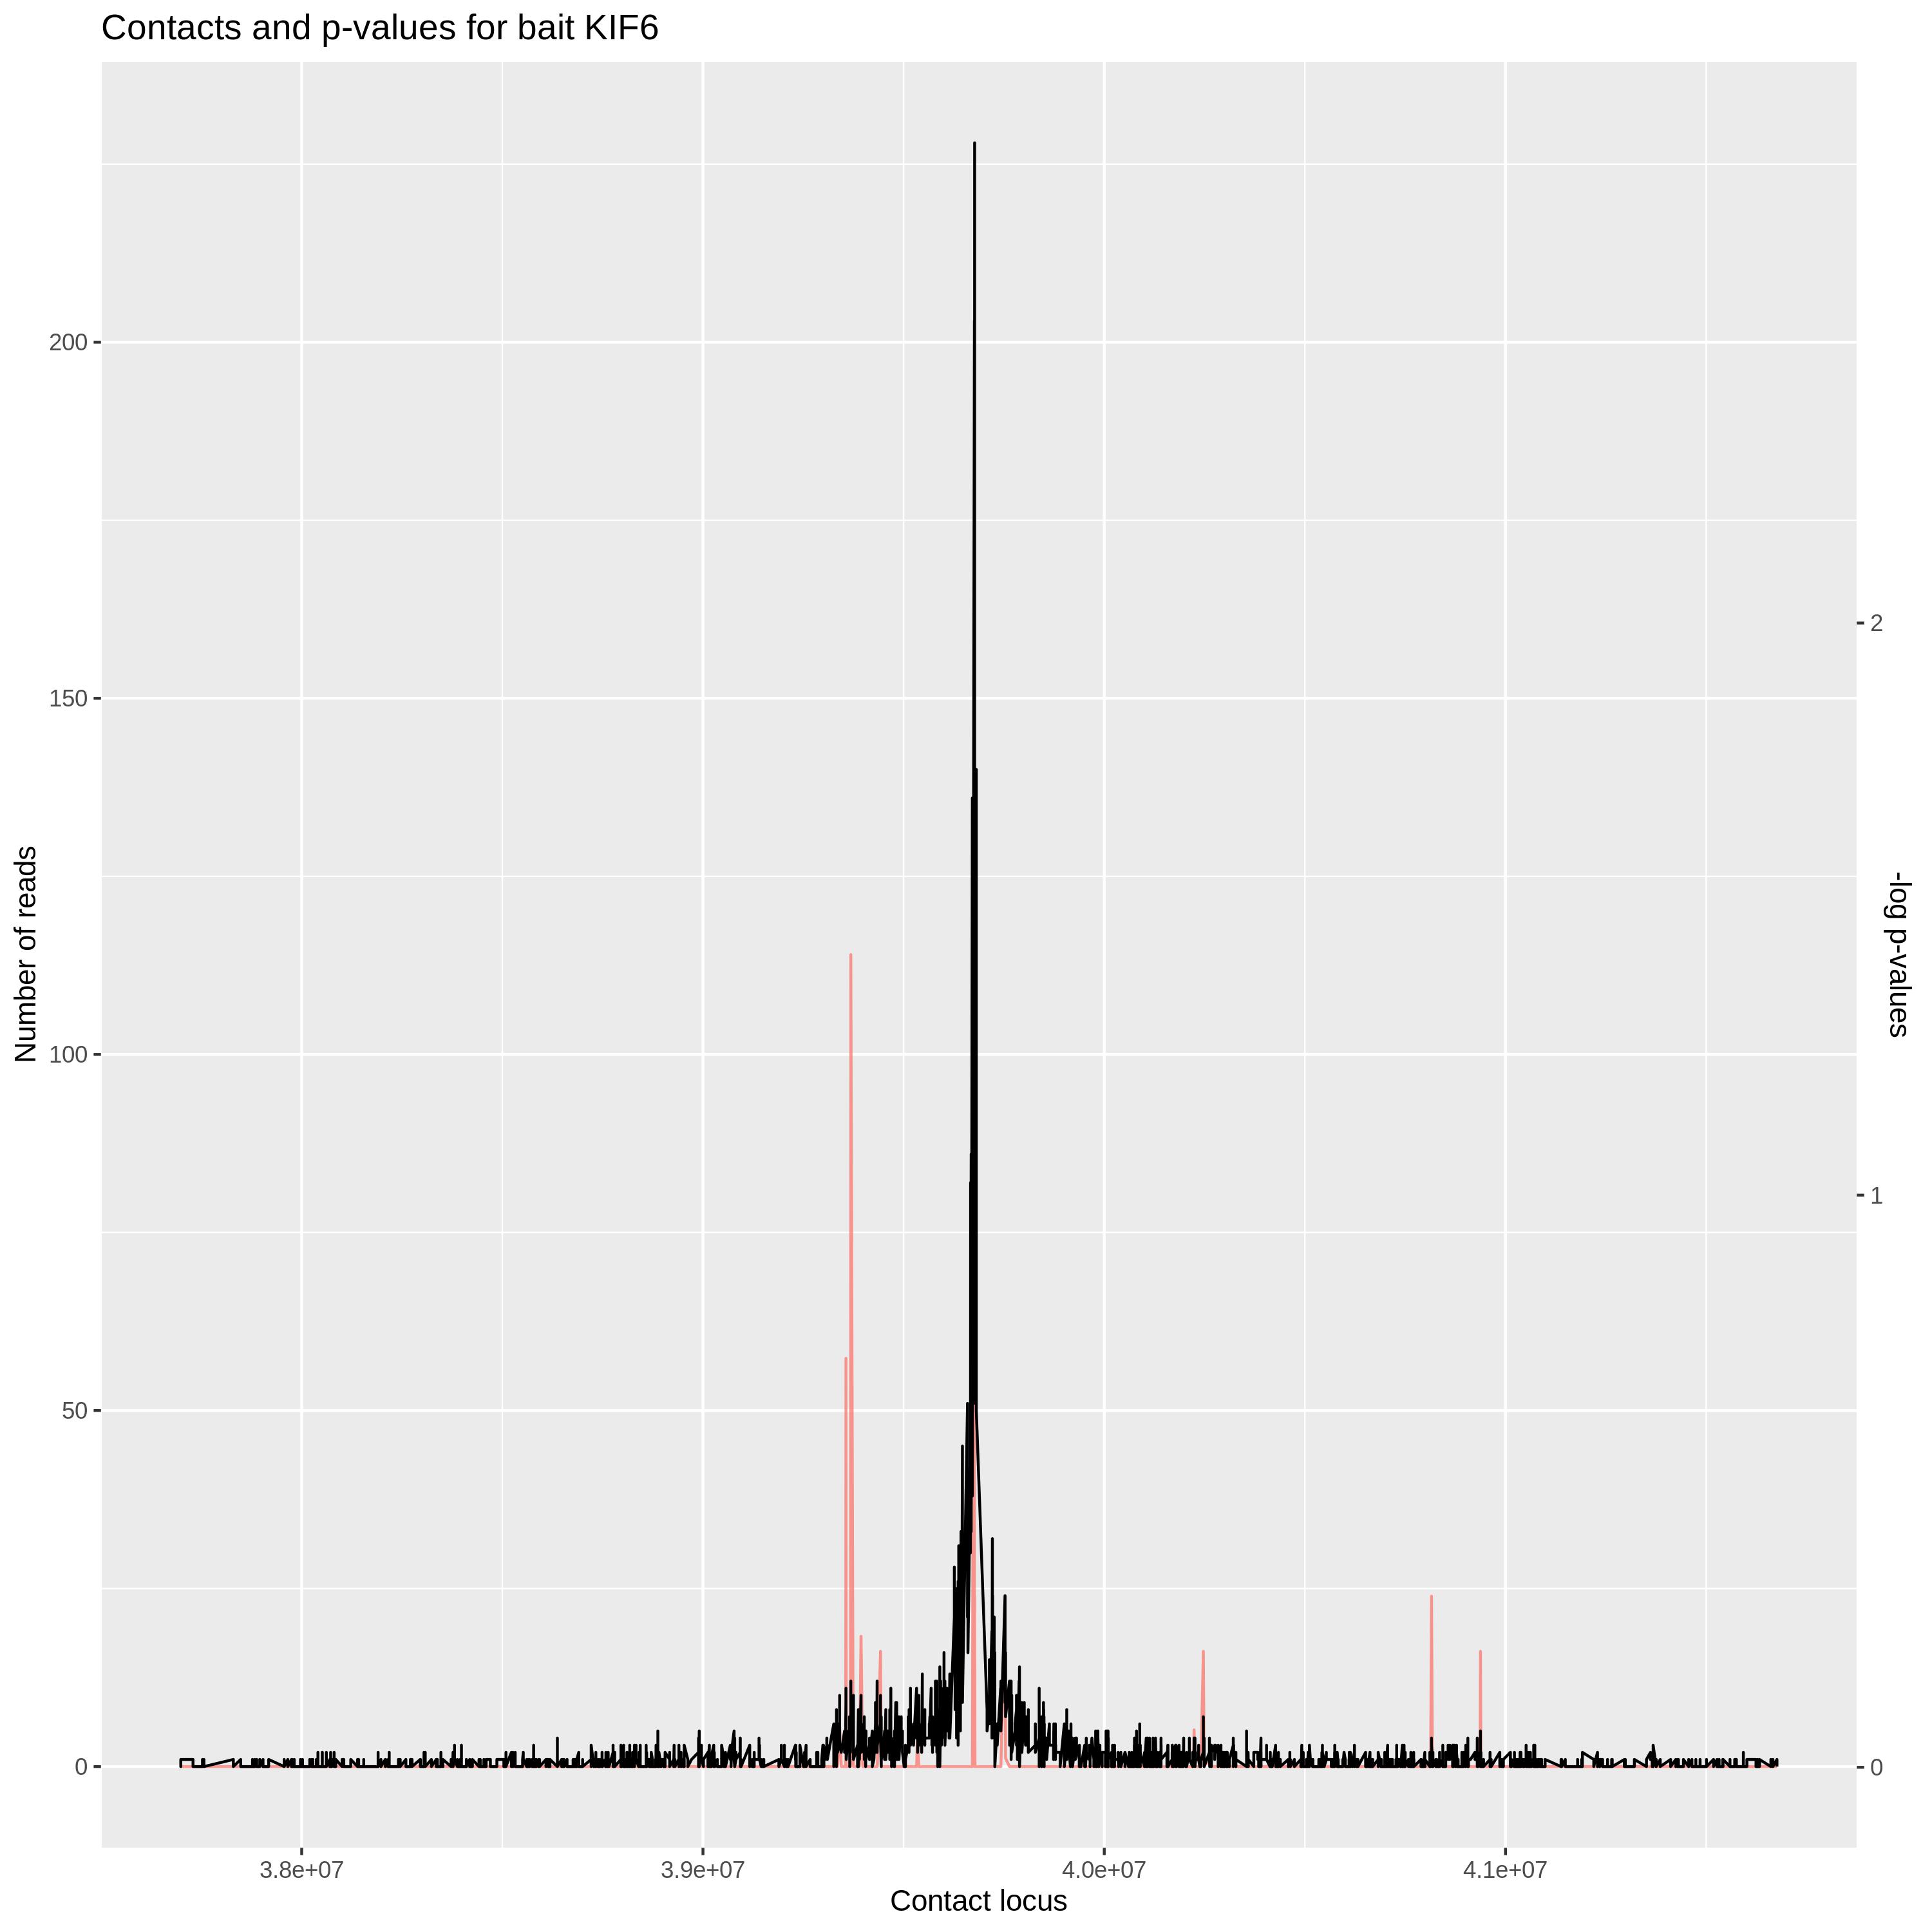 Contacts and p-values for bait KIF6
Number of reads
200
150
100
50
0
2
1
0
-log p-values
3.8e+07
3.9e+07
4.0e+07
4.1e+07
Contact locus